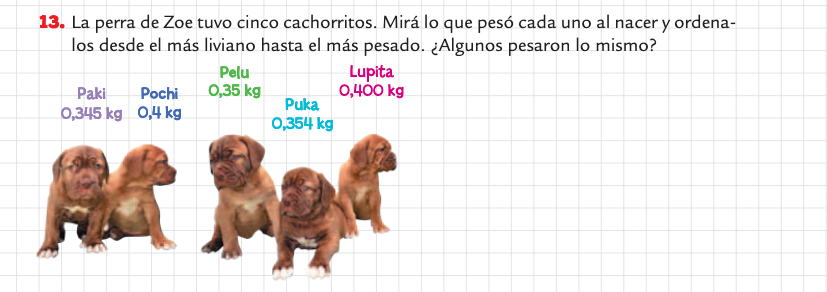 13. La perra de Zoe tuvo cinco cachorritos. Mirá lo que pesó cada uno al nacer y ordena-
los desde el más liviano hasta el más pesado. ¿Algunos pesaron lo mismo?
Paki
0,345 kg
Pochi
0,4 kg
Pelu
0,35 kg
Puka
0,354 kg
Lupita
0,400 kg